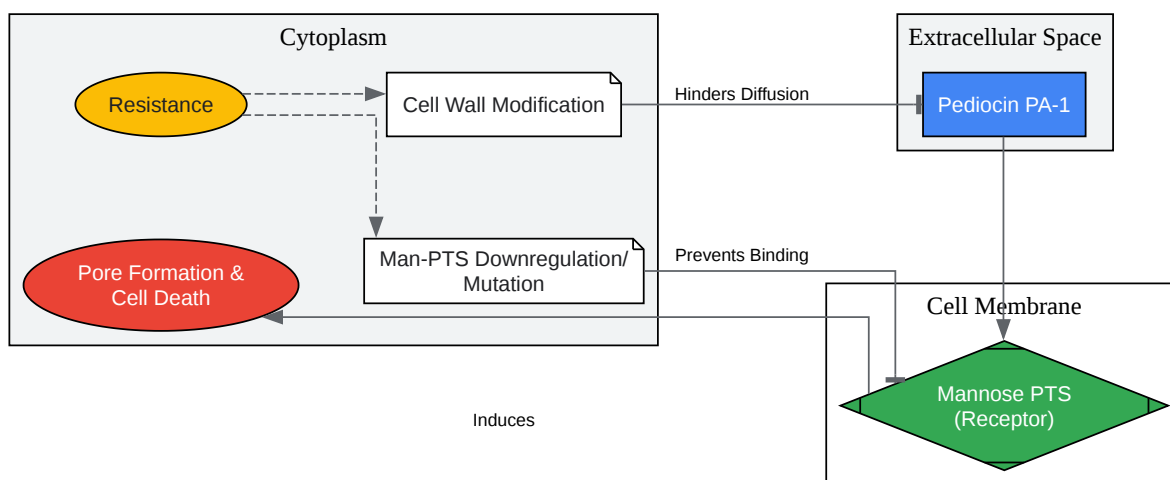 Cytoplasm
Extracellular Space
Resistance
Cell Wall Modification
Hinders Diffusion
Pediocin PA-1
Pore Formation &
Cell Death
Man-PTS Downregulation/
Mutation
Prevents Binding
Cell Membrane
Mannose PTS
(Receptor)
Induces